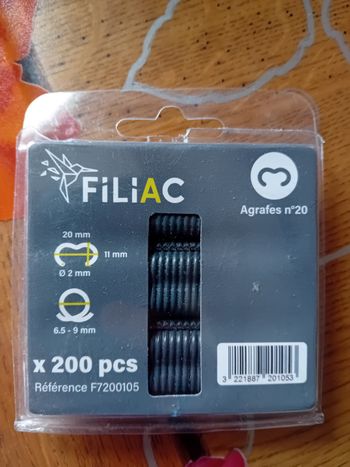 FiLiAC
Agrafes n°20
20 mm
11 mm
Ø 2 mm
6.5 - 9 mm
x 200 pcs
Référence F7200105
3 221887 201053